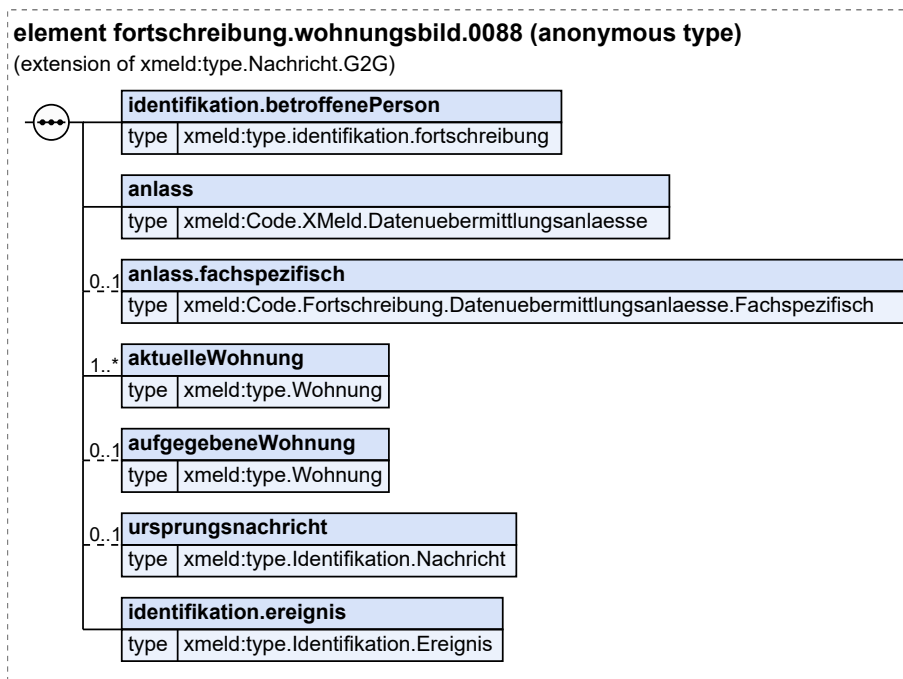 element fortschreibung.wohnungsbild.0088 (anonymous type)
(extension of xmeld:type.Nachricht.G2G)
identifikation.betroffenePerson
type xmeld:type.identifikation.fortschreibung
anlass
type xmeld:Code.XMeld.Datenuebermittlungsanlaesse
0..1 anlass.fachspezifisch
type xmeld:Code.Fortschreibung.Datenuebermittlungsanlaesse.Fachspezifisch
1..* aktuelleWohnung
type xmeld:type.Wohnung
0..1 aufgegebeneWohnung
type xmeld:type.Wohnung
0..1 ursprungsnachricht
type xmeld:type.Identifikation.Nachricht
identifikation.ereignis
type xmeld:type.Identifikation.Ereignis